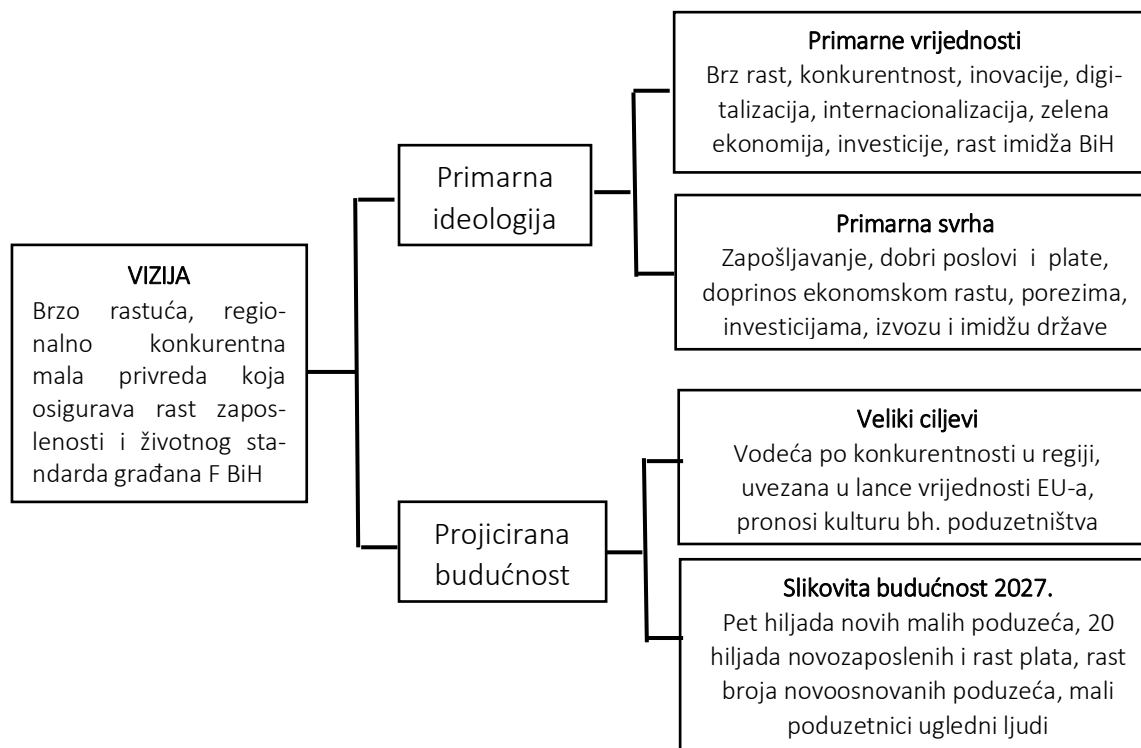 VIZIJA
Brzo rastuća, regio-
nalno konkurentna
mala privreda koja
osigurava rast zapos-
lenosti i životnog sta-
ndarda građana F BiH
Primarna
ideologija
Primarne vrijednosti
Brz rast, konkurentnost, inovacije, digi-
talizacija, internacionalizacija, zelena
ekonomija, investicije, rast imidža BiH
Primarna svrha
Zapošljavanje, dobri poslovi i plate,
doprinos ekonomskom rastu, porezima,
investicijama, izvozu i imidžu države
Projicirana
budućnost
Veliki ciljevi
Vodeća po konkurentnosti u regiji,
uvezana u lance vrijednosti EU-a,
pronosi kulturu bh. poduzetništva
Slikovita budućnost 2027.
Pet hiljada novih malih poduzeća, 20
hiljada novozaposlenih i rast plata, rast
broja novoosnovanih poduzeća, mali
poduzetnici ugledni ljudi